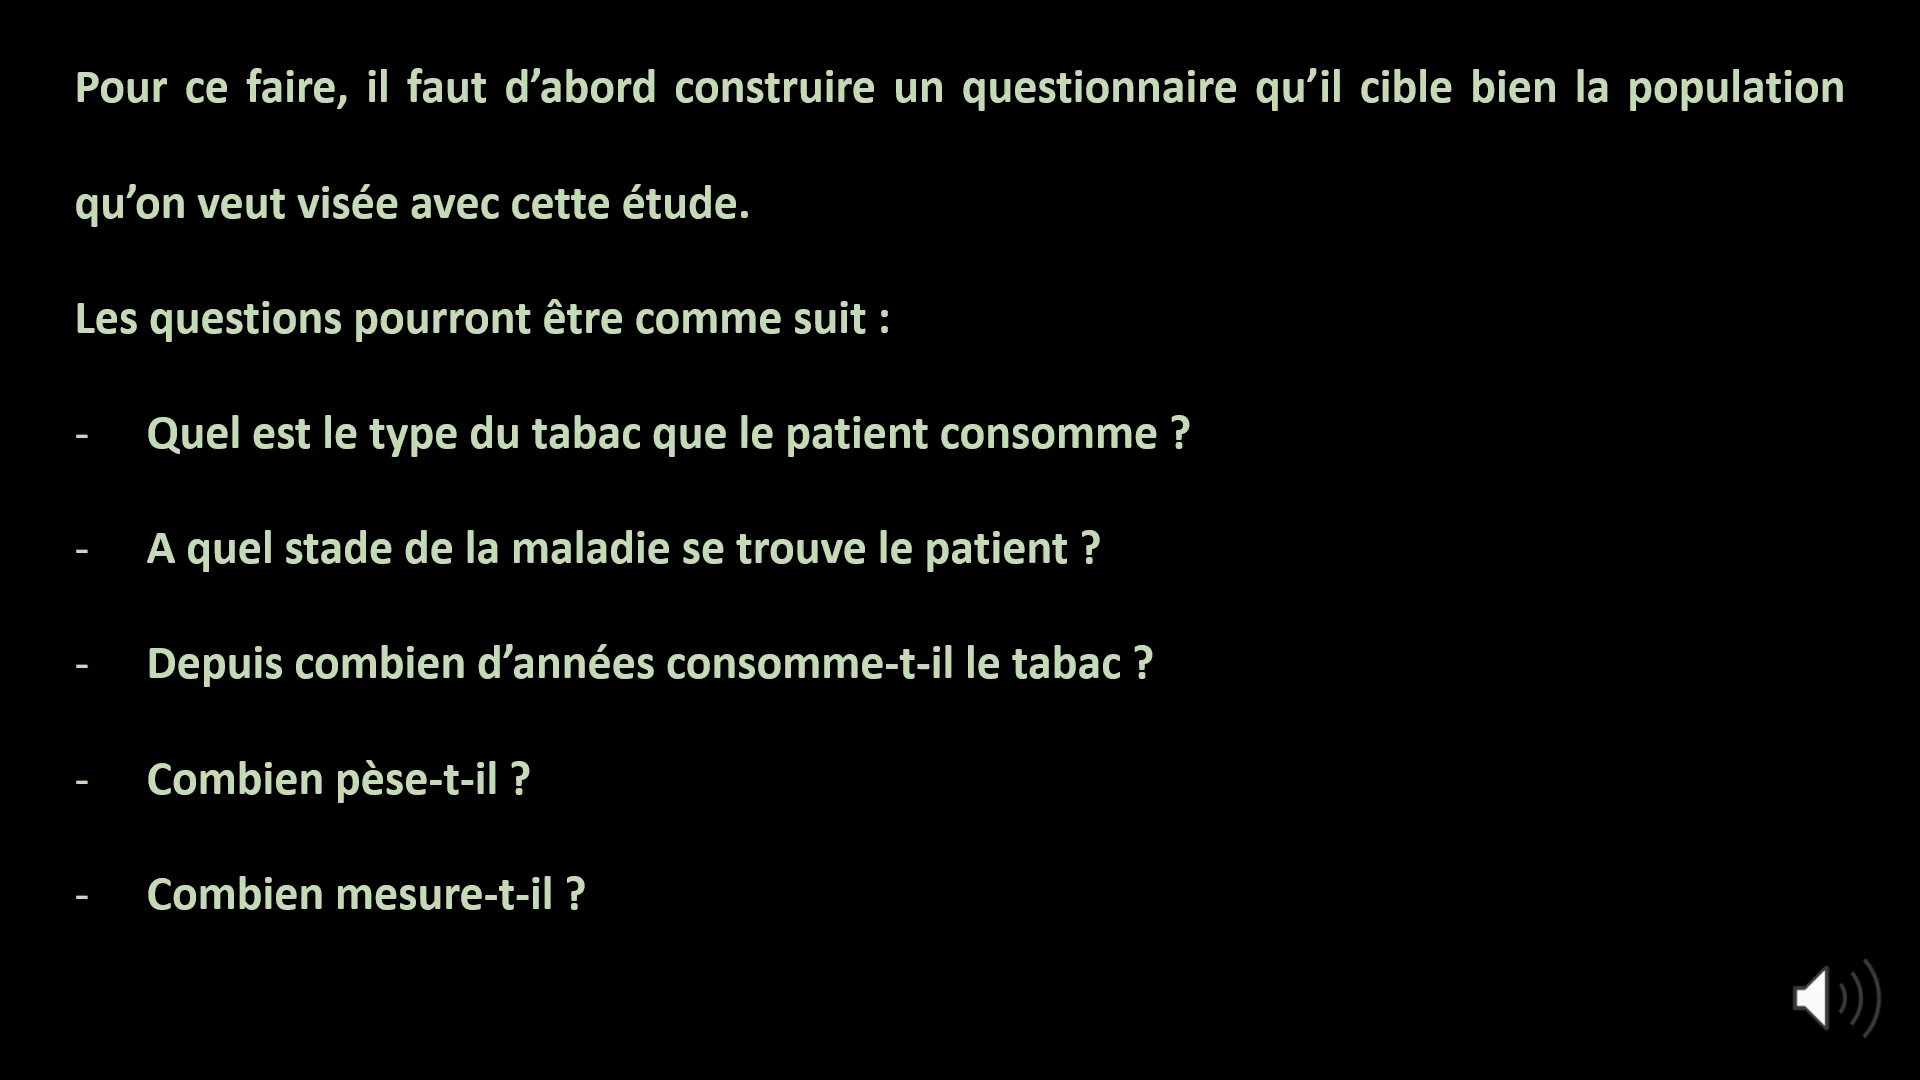 Pour ce faire, il faut d’abord construire un questionnaire qu’il cible bien la population
qu’on veut visée avec cette étude.
Les questions pourront être comme suit :
- Quel est le type du tabac que le patient consomme ?
- A quel stade de la maladie se trouve le patient ?
- Depuis combien d’années consomme-t-il le tabac ?
- Combien pèse-t-il ?
- Combien mesure-t-il ?